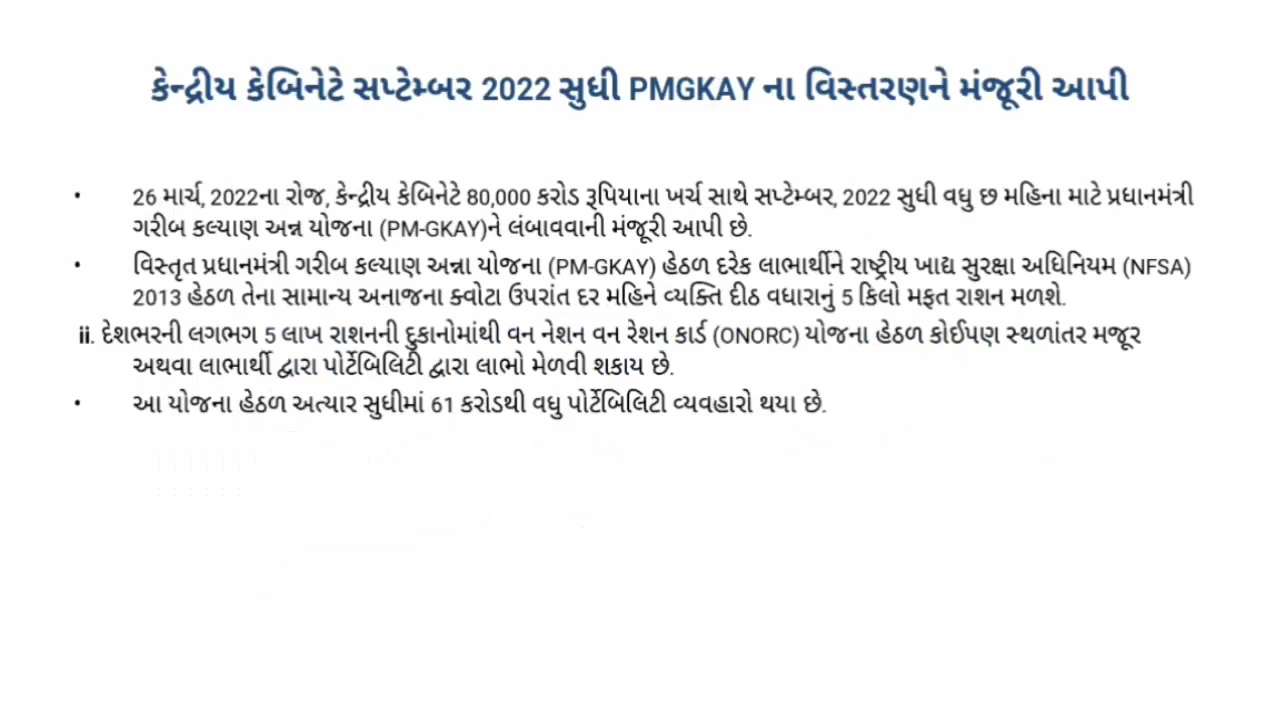 કેન્દ્રીય કેબિનેટે સપ્ટેમ્બર 2022 સુધી PMGKAY ના વિસ્તરણને મંજૂરી આપી
• 26 માર્ચ, 2022ના રોજ, કેન્દ્રીય કેબિનેટે 80,000 કરોડ રૂપિયાના ખર્ચ સાથે સપ્ટેમ્બર, 2022 સુધી વધુ છ મહિના માટે પ્રધાનમંત્રી
ગરીબ કલ્યાણ અન્ન યોજના (PM-GKAY)ને લંબાવવાની મંજૂરી આપી છે.
• વિસ્તૃત પ્રધાનમંત્રી ગરીબ કલ્યાણ અન્ના યોજના (PM-GKAY) હેઠળ દરેક લાભાર્થીને રાષ્ટ્રીય ખાદ્ય સુરક્ષા અધિનિયમ (NFSA)
2013 હેઠળ તેના સામાન્ય અનાજના ક્વોટા ઉપરાંત દર મહિને વ્યક્તિ દીઠ વધારાનું 5 કિલો મફત રાશન મળશે.
ii. દેશભરની લગભગ 5 લાખ રાશનની દુકાનોમાંથી વન નેશન વન રેશન કાર્ડ (ONORC) યોજના હેઠળ કોઈપણ સ્થળાંતર મજૂર
અથવા લાભાર્થી દ્વારા પોર્ટેબિલિટી દ્વારા લાભો મેળવી શકાય છે.
• આ યોજના હેઠળ અત્યાર સુધીમાં 61 કરોડથી વધુ પોર્ટેબિલિટી વ્યવહારો થયા છે.